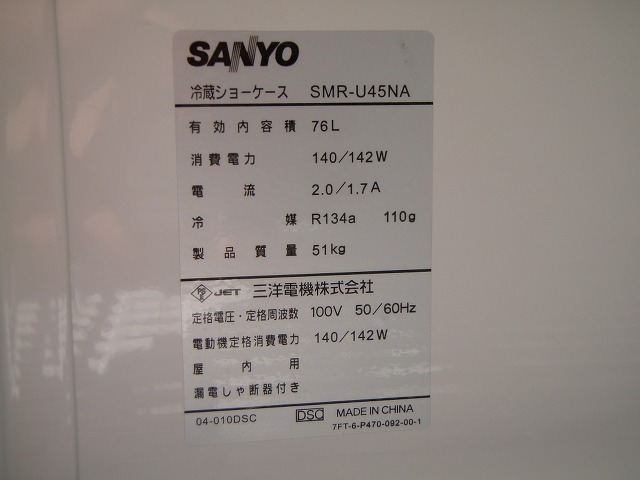 SANYO
冷蔵ショーケース SMR-U45NA
有効内容積 76L
消費電力 140/142W
電流 2.0/1.7A
冷媒 R134a 110g
製品質量 51kg
PSE JET 三洋電機株式会社
定格電圧・定格周波数 100V 50/60Hz
電動機定格消費電力 140/142W
屋内用
漏電しゃ断器付き
04-010DSC DSC MADE IN CHINA
7FT-6-P470-092-00-1